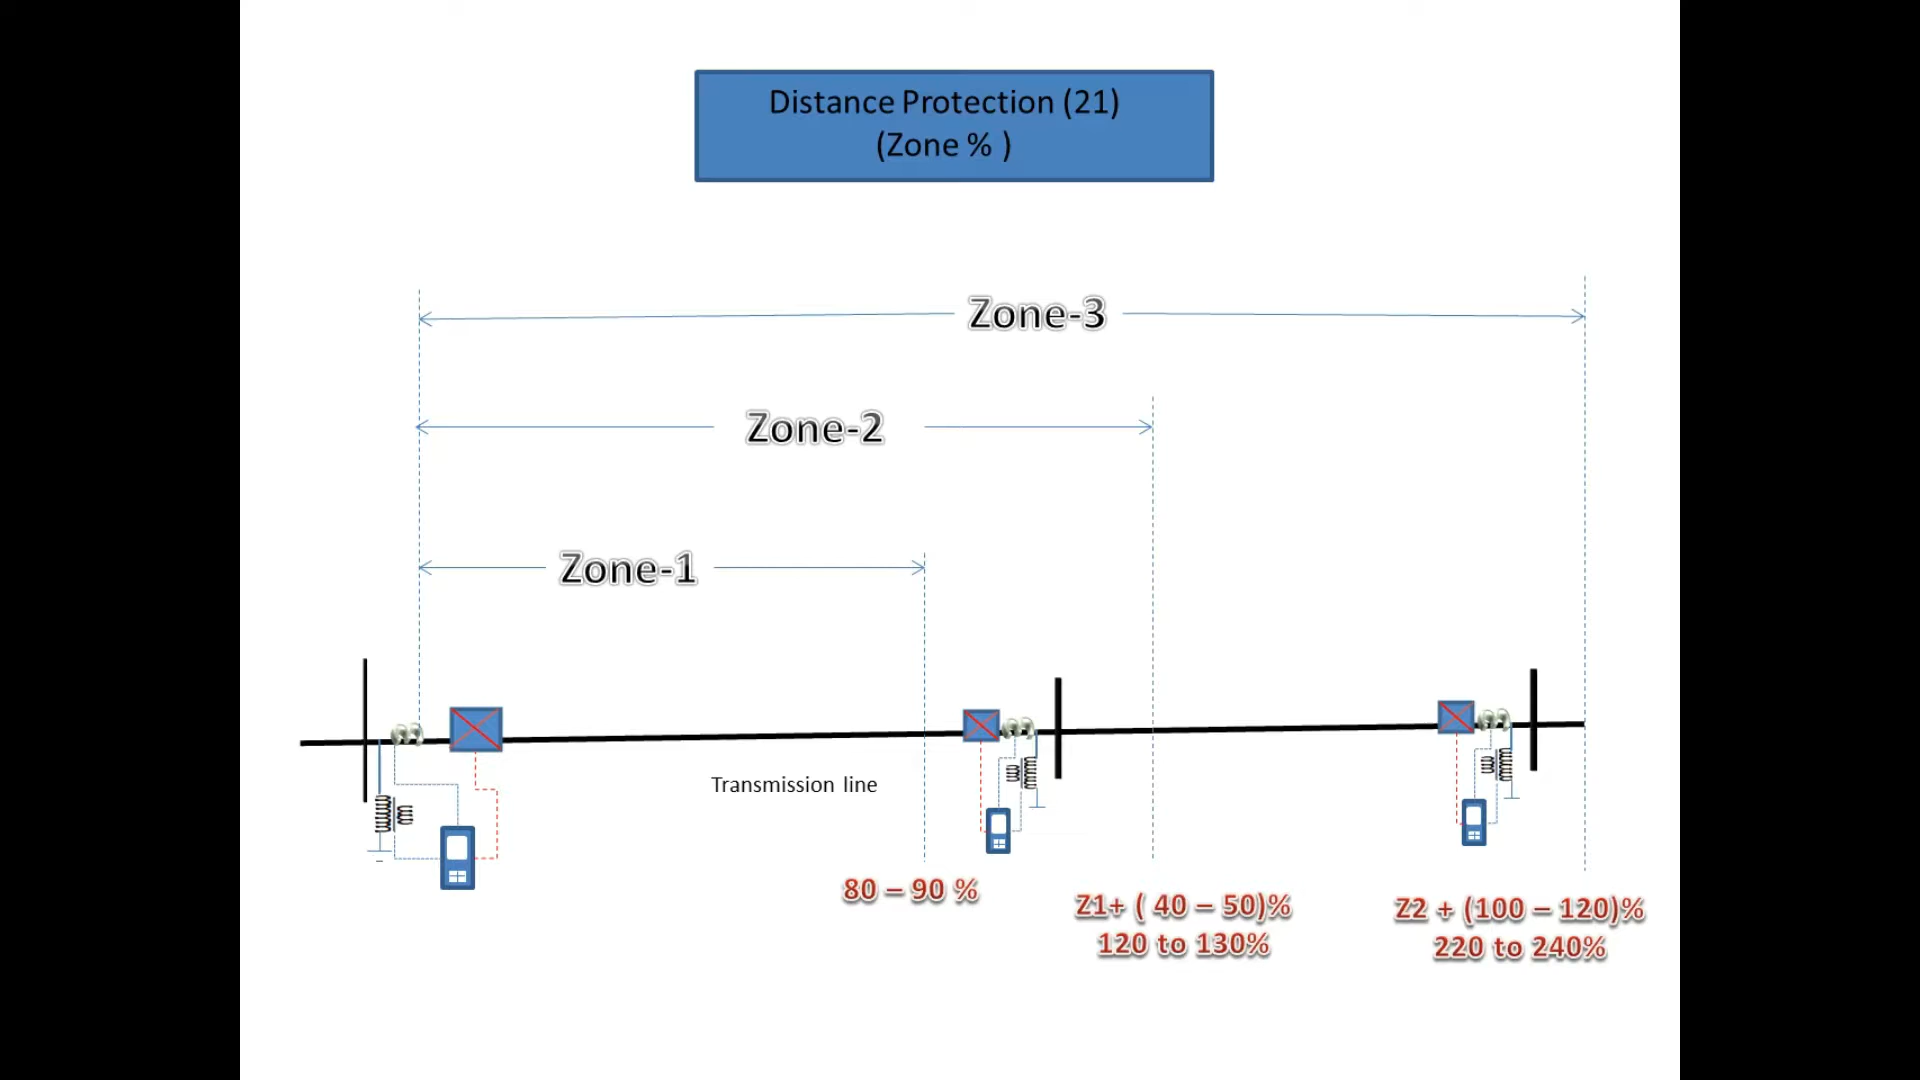 Distance Protection (21)
(Zone % )
Zone-3
Zone-2
Zone-1
Transmission line
80 – 90 %
Z1+ ( 40 – 50)%
120 to 130%
Z2 + (100 – 120)%
220 to 240%